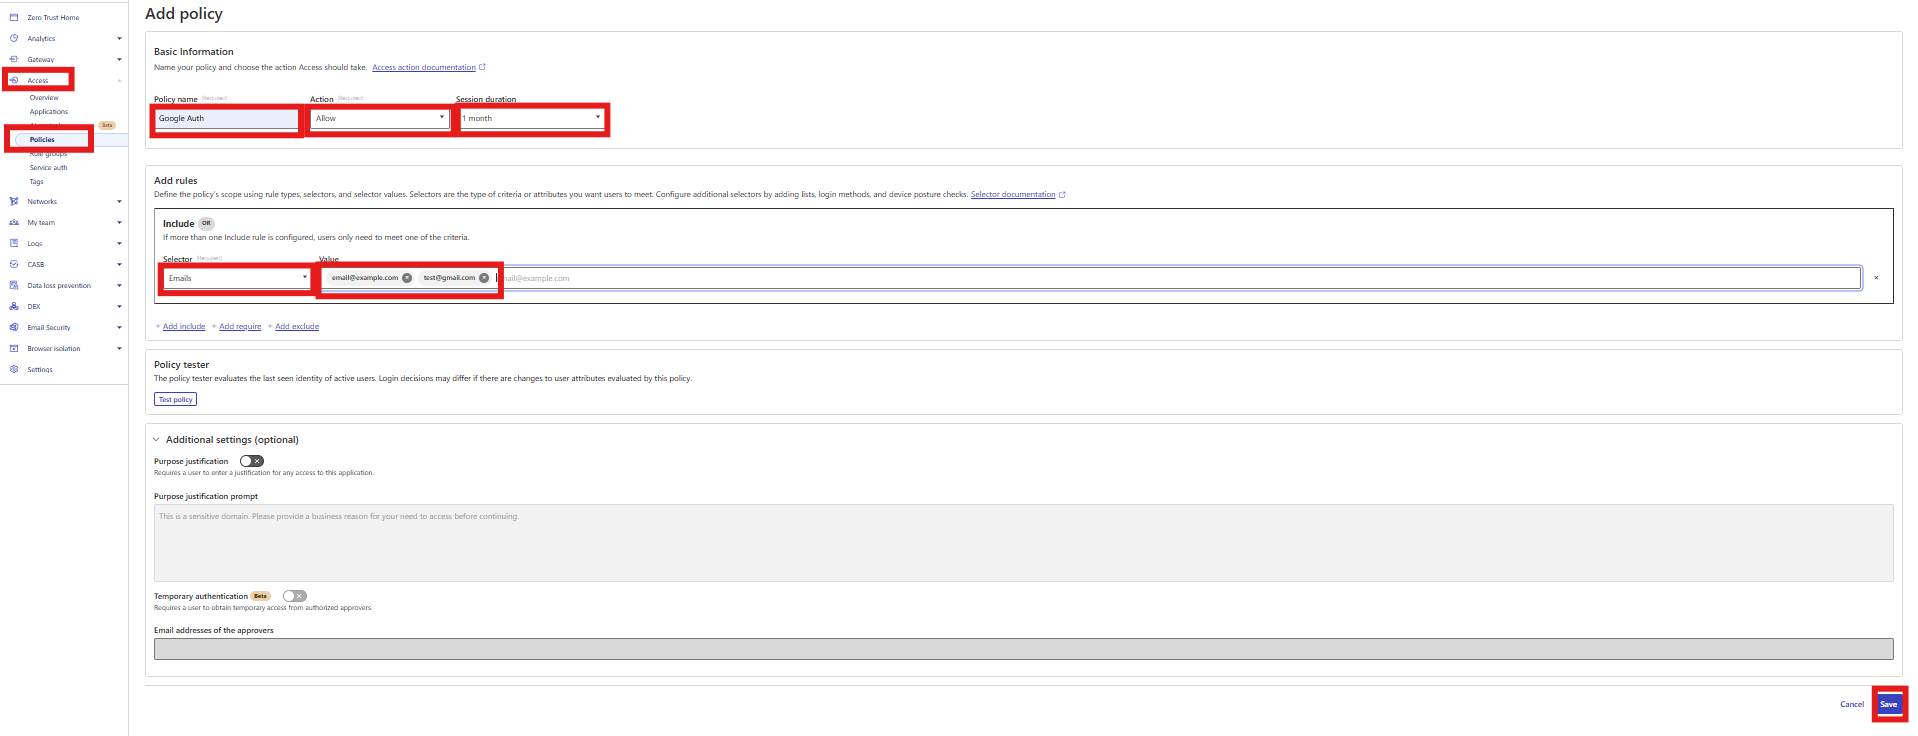 Zero Trust Home
Analytics
Gateway
Access
Overview
Applications
Beta
Policies
Rule groups
Service auth
Tags
Networks
My team
Logs
CASB
Data loss prevention
DEX
Email Security
Browser isolation
Settings
Add policy
Basic Information
Name your policy and choose the action Access should take. Access action documentation
Policy name (Required) Action (Required) Session duration
Google Auth Allow 1 month
Add rules
Define the policy's scope using rule types, selectors, and selector values. Selectors are the type of criteria or attributes you want users to meet. Configure additional selectors by adding lists, login methods, and device posture checks. Selector documentation
Include OR
If more than one Include rule is configured, users only need to meet one of the criteria.
Selector (Required) Value
Emails email@example.com test@gmail.com mail@example.com
+ Add include + Add require + Add exclude
Policy tester
The policy tester evaluates the last seen identity of active users. Login decisions may differ if there are changes to user attributes evaluated by this policy.
Test policy
Additional settings (optional)
Purpose justification
Requires a user to enter a justification for any access to this application.
Purpose justification prompt
This is a sensitive domain. Please provide a business reason for your need to access before continuing.
Temporary authentication Beta
Requires a user to obtain temporary access from authorized approvers.
Email addresses of the approvers
Cancel Save